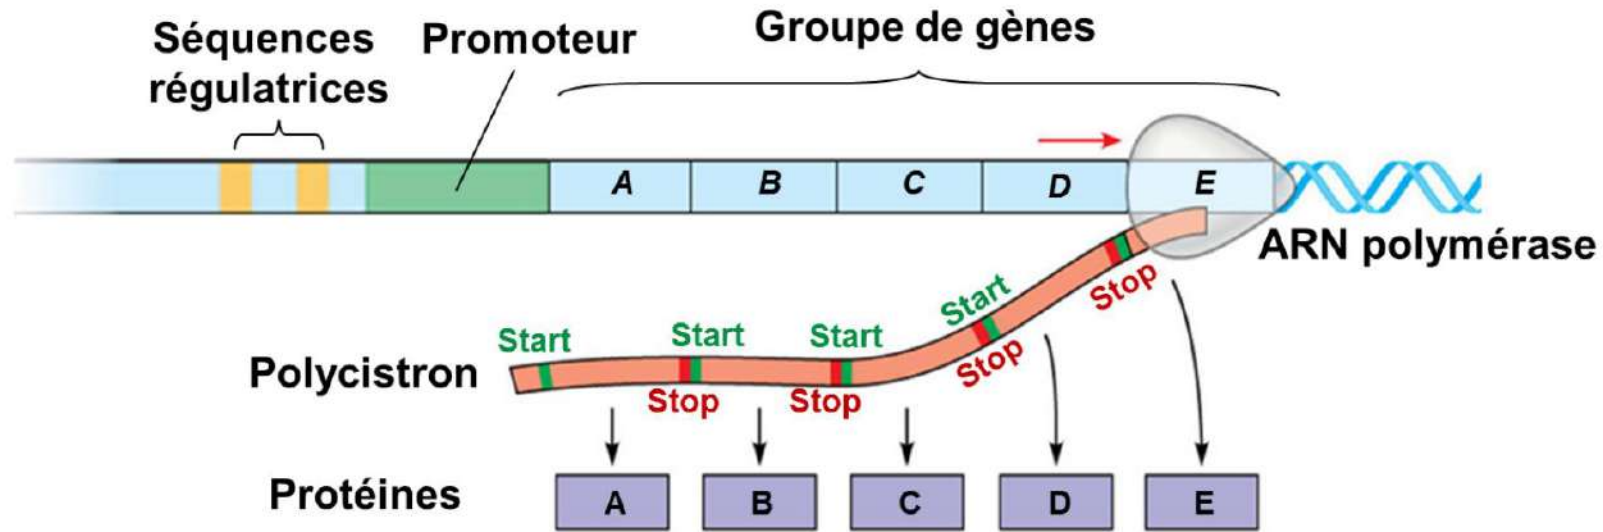 Séquences
régulatrices
Promoteur
Groupe de gènes
A B C D E
ARN polymérase
Start Start Start Start
Stop Stop Stop Stop
Polycistron
Protéines
A B C D E